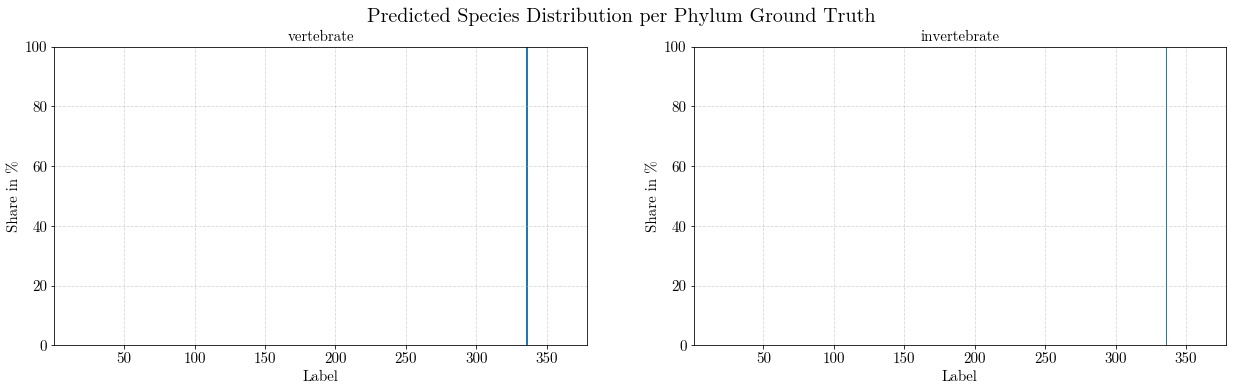 Predicted Species Distribution per Phylum Ground Truth
vertebrate
invertebrate
100
80
60
40
20
0
Share in %
50 100 150 200 250 300 350
Label
100
80
60
40
20
0
Share in %
50 100 150 200 250 300 350
Label